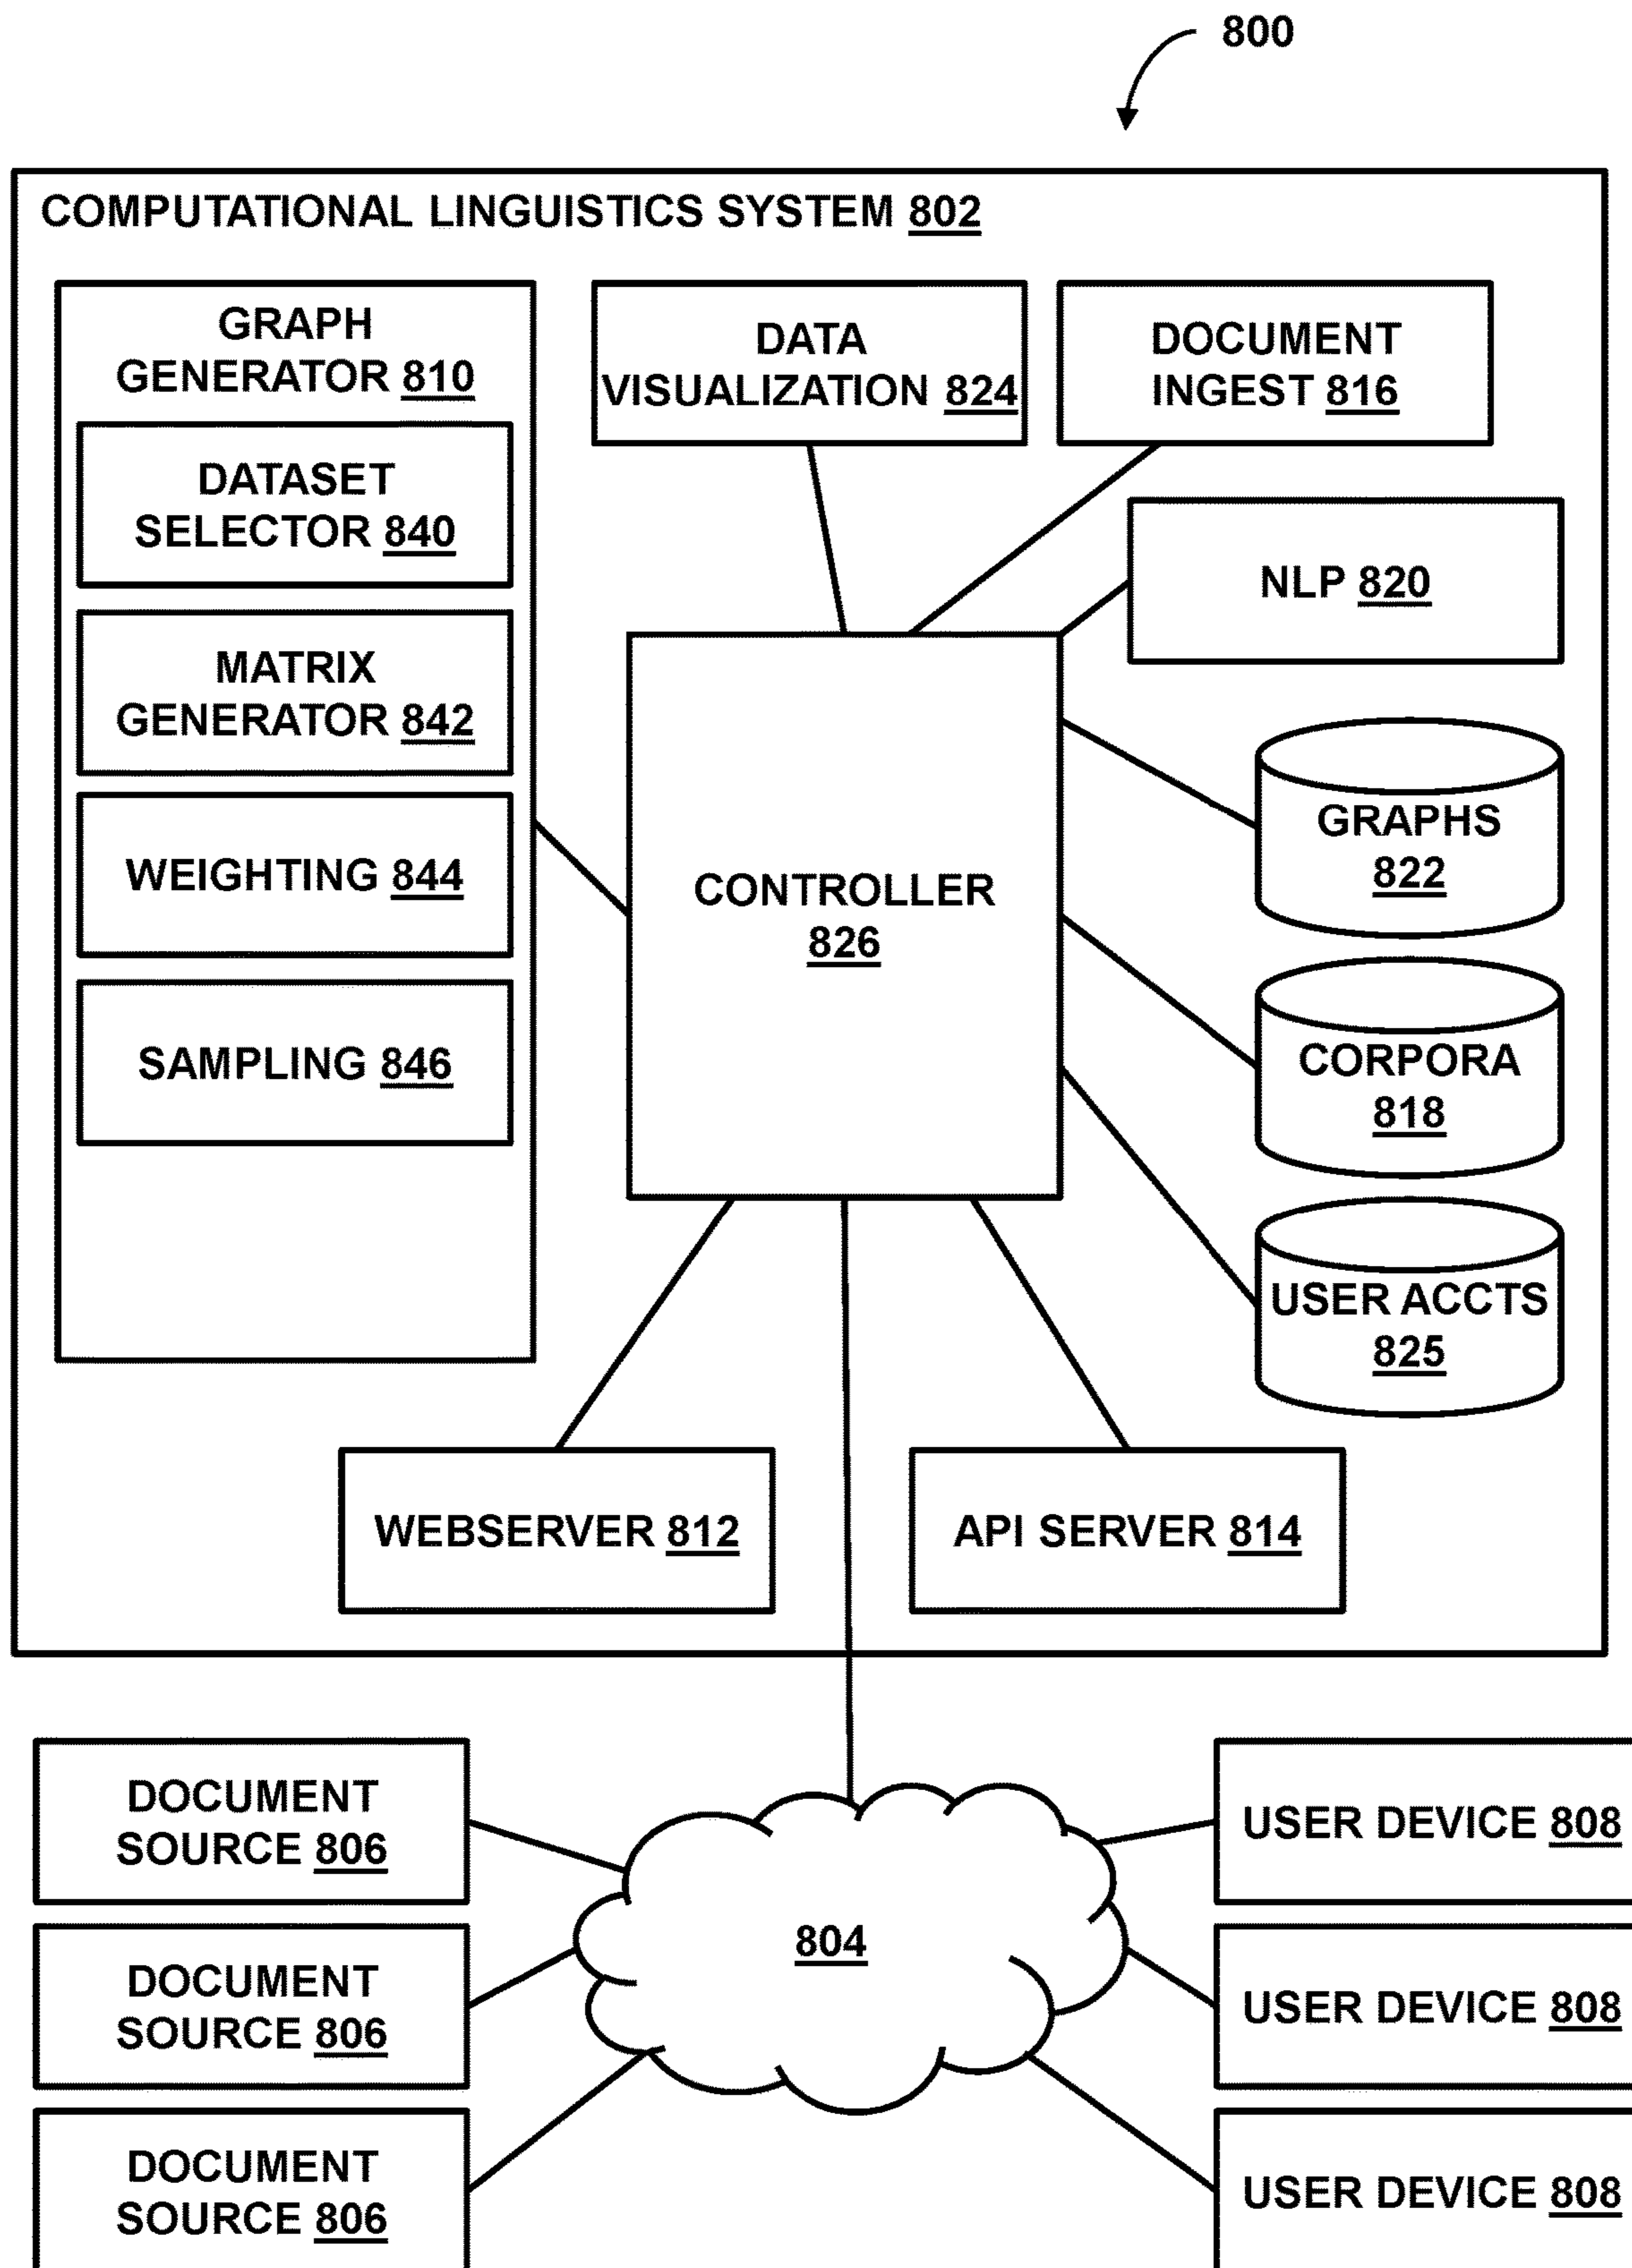 800
COMPUTATIONAL LINGUISTICS SYSTEM 802
GRAPH
GENERATOR 810
DATASET
SELECTOR 840
MATRIX
GENERATOR 842
WEIGHTING 844
SAMPLING 846
DATA
VISUALIZATION 824
DOCUMENT
INGEST 816
NLP 820
CONTROLLER
826
GRAPHS
822
CORPORA
818
USER ACCTS
825
WEBSERVER 812
API SERVER 814
DOCUMENT
SOURCE 806
DOCUMENT
SOURCE 806
DOCUMENT
SOURCE 806
804
USER DEVICE 808
USER DEVICE 808
USER DEVICE 808